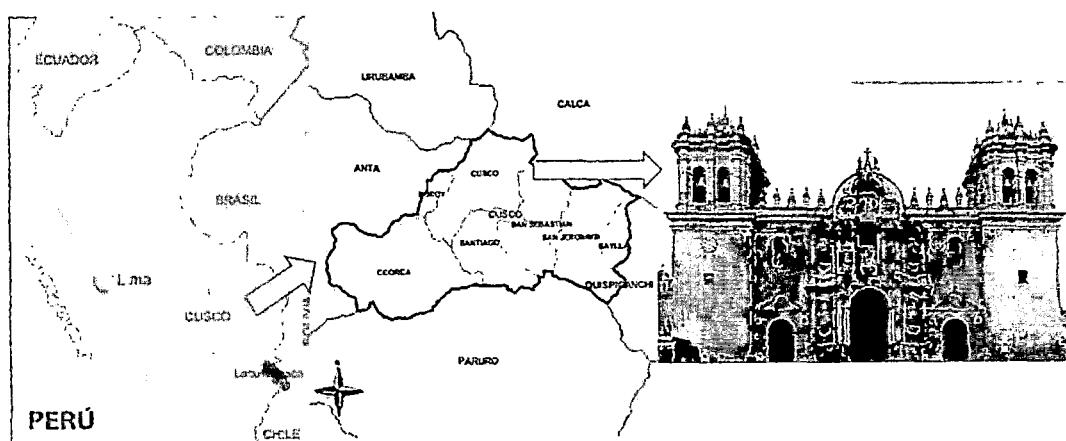 ECUADOR
COLOMBIA
URUBAMBA
CALCA
ANTA
CUSCO
BRASIL
CUSCO
SAN SEBASTIAN
SANTIAGO
SAN JERONIMO
SAYLLA
CCORCA
Lima
QUISPICANCHI
CUSCO
PARURO
PERÚ
CHILE